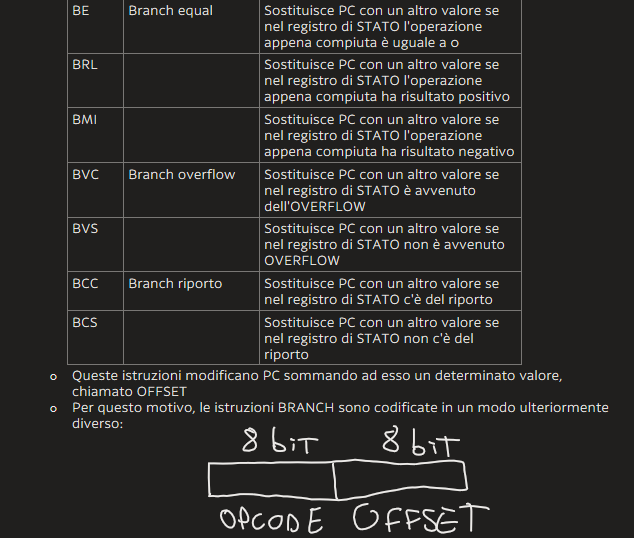 BE Branch equal Sostituisce PC con un altro valore se
nel registro di STATO l'operazione
appena compiuta è uguale a o
BRL Sostituisce PC con un altro valore se
nel registro di STATO l'operazione
appena compiuta ha risultato positivo
BMI Sostituisce PC con un altro valore se
nel registro di STATO l'operazione
appena compiuta ha risultato negativo
BVC Branch overflow Sostituisce PC con un altro valore se
nel registro di STATO è avvenuto
dell'OVERFLOW
BVS Sostituisce PC con un altro valore se
nel registro di STATO non è avvenuto
OVERFLOW
BCC Branch riporto Sostituisce PC con un altro valore se
nel registro di STATO c'è del riporto
BCS Sostituisce PC con un altro valore se
nel registro di STATO non c'è del
riporto
o Queste istruzioni modificano PC sommando ad esso un determinato valore,
chiamato OFFSET
o Per questo motivo, le istruzioni BRANCH sono codificate in un modo ulteriormente
diverso:
8 biT 8 biT
OPCODE OFFSET